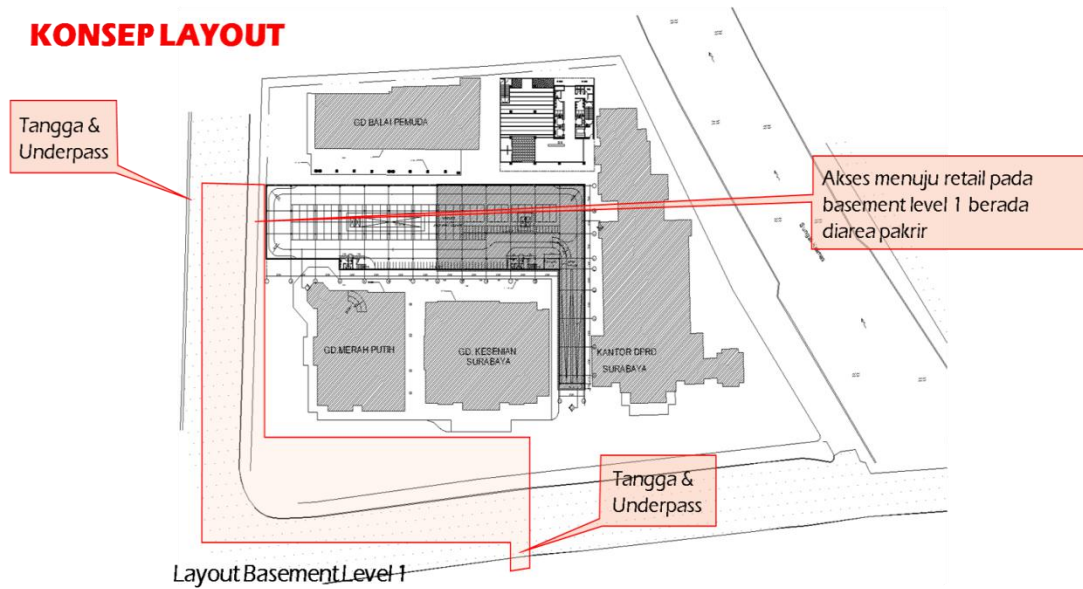 KONSEP LAYOUT
Tangga &
Underpass
GD BALAI PEMUDA
Akses menuju retail pada
basement level 1 berada
diarea pakrir
GD.MERAH PUTIH
GD. KESENIAN
SURABAYA
KANTOR DPRD
SURABAYA
Tangga &
Underpass
Layout Basement Level 1